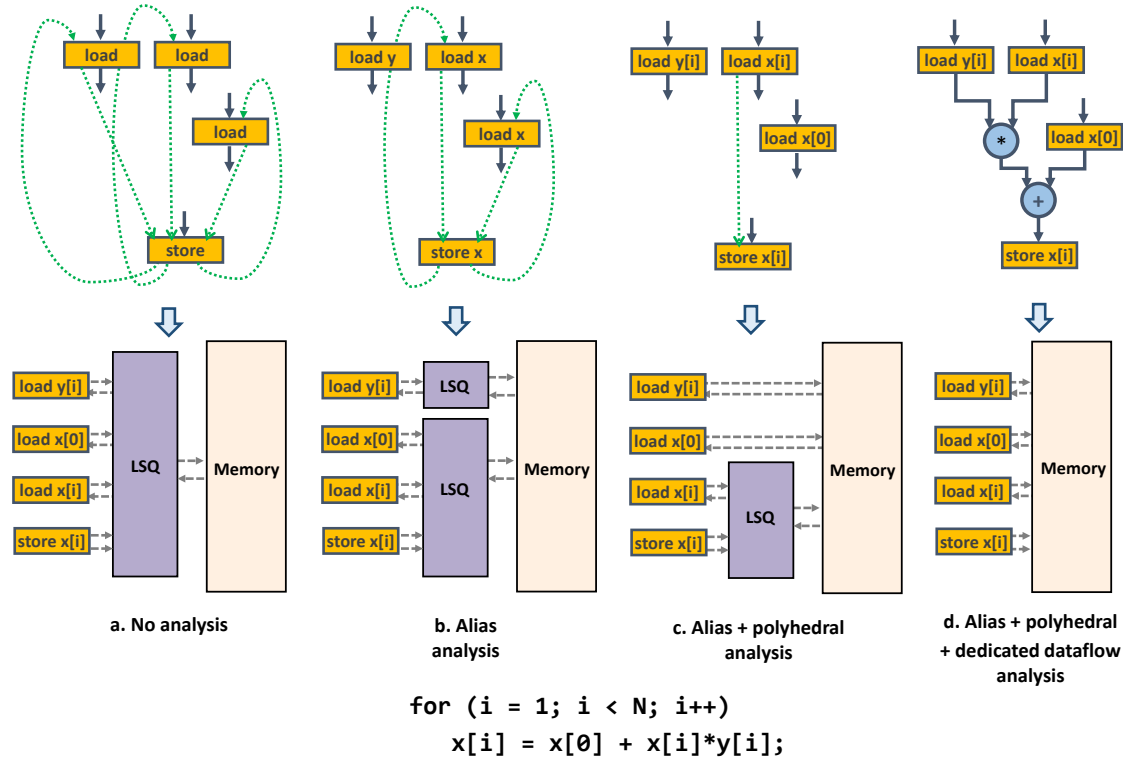 load
load
load
store
load y
load x
load x
store x
load y[i]
load x[i]
load x[0]
store x[i]
load y[i]
load x[i]
*
load x[0]
+
store x[i]
load y[i]
load x[0]
load x[i]
store x[i]
LSQ
Memory
load y[i]
load x[0]
load x[i]
store x[i]
LSQ
LSQ
Memory
load y[i]
load x[0]
load x[i]
store x[i]
LSQ
Memory
load y[i]
load x[0]
load x[i]
store x[i]
Memory
a. No analysis
b. Alias
analysis
c. Alias + polyhedral
analysis
d. Alias + polyhedral
+ dedicated dataflow
analysis
for (i = 1; i < N; i++)
x[i] = x[0] + x[i]*y[i];